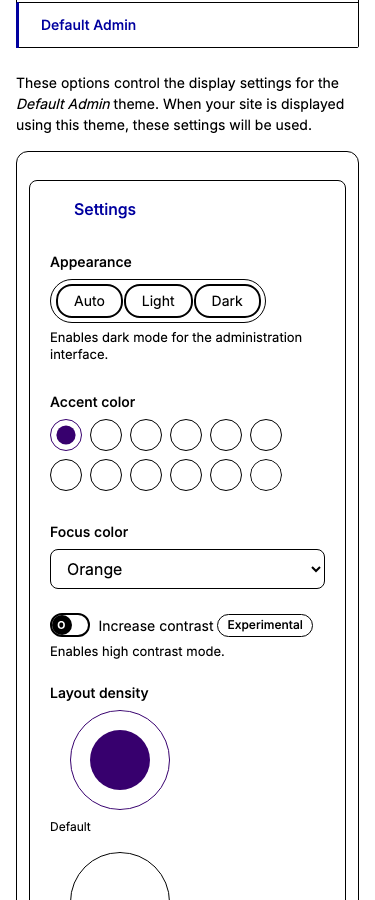 Default Admin
These options control the display settings for the
Default Admin theme. When your site is displayed
using this theme, these settings will be used.
Settings
Appearance
Auto Light Dark
Enables dark mode for the administration
interface.
Accent color
Focus color
Orange
Increase contrast Experimental
Enables high contrast mode.
Layout density
Default